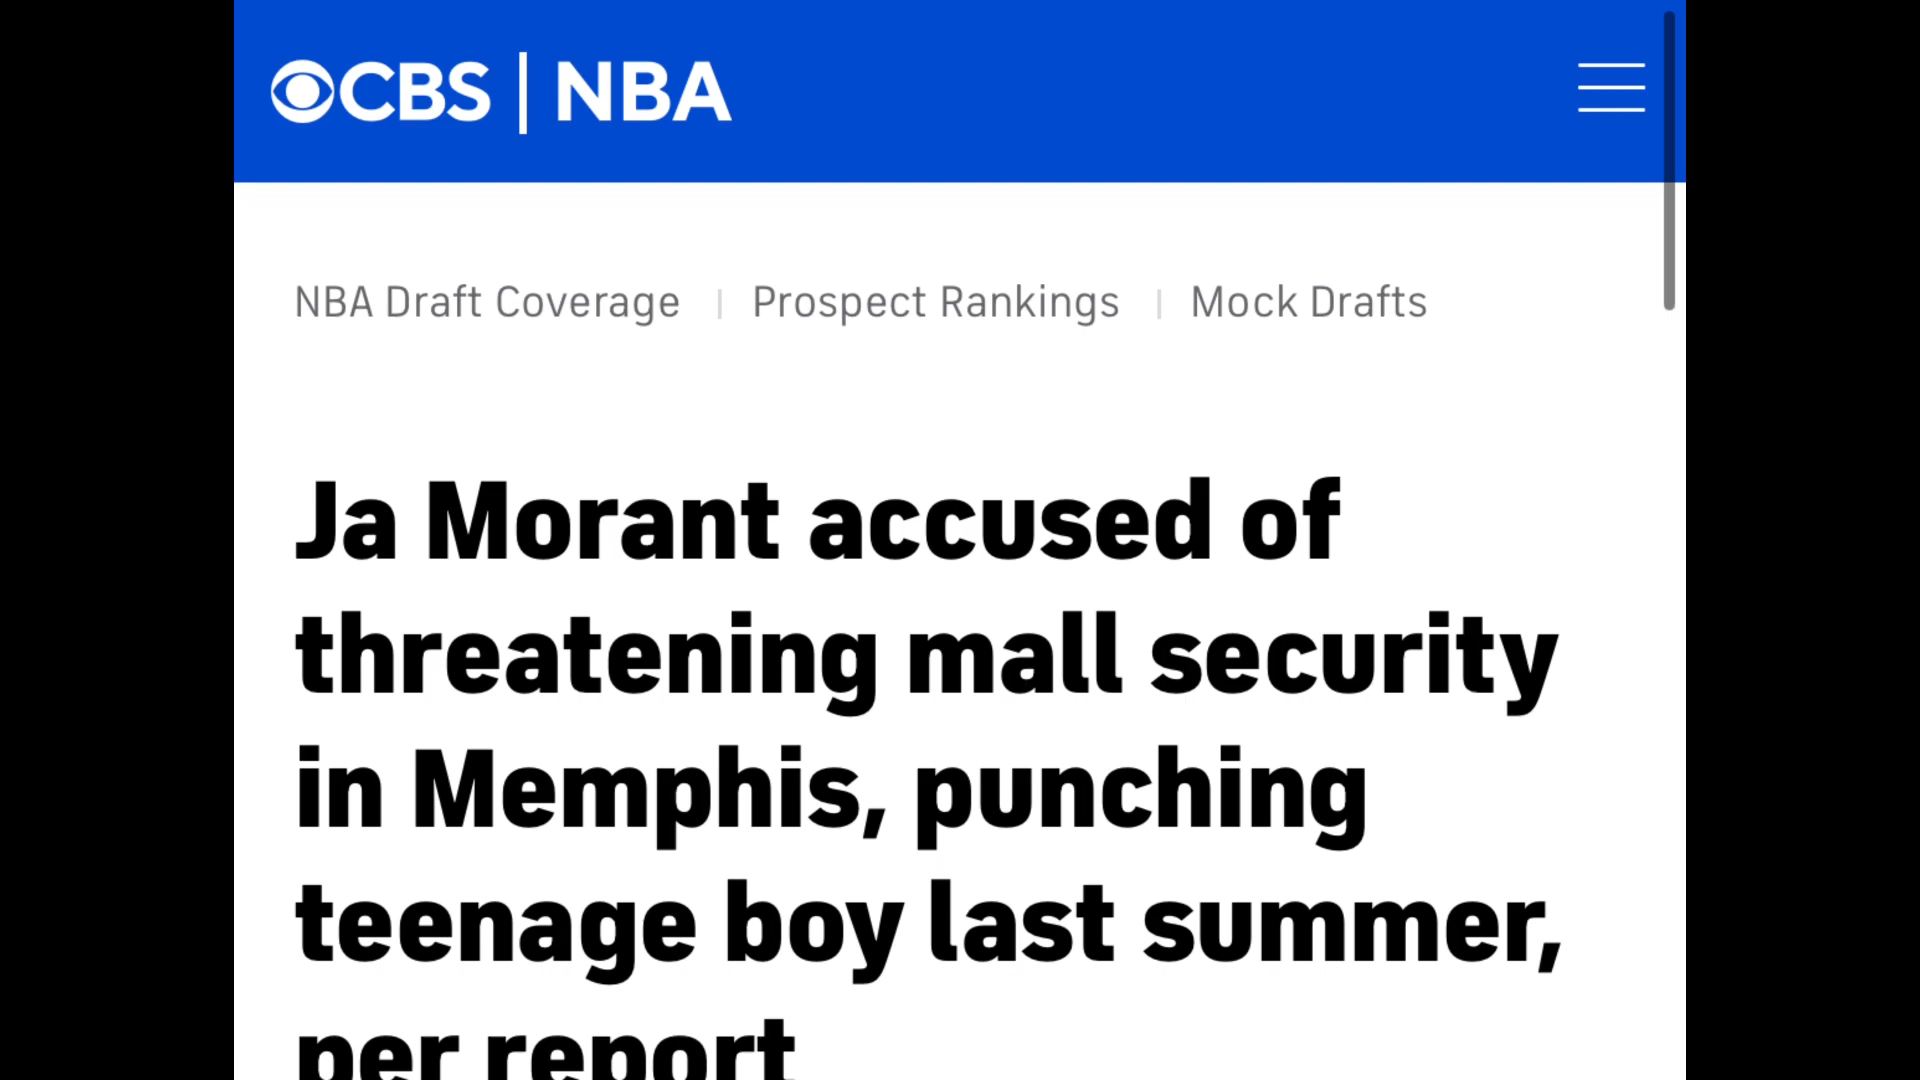 CBS | NBA
NBA Draft Coverage | Prospect Rankings | Mock Drafts
Ja Morant accused of
threatening mall security
in Memphis, punching
teenage boy last summer,
per report